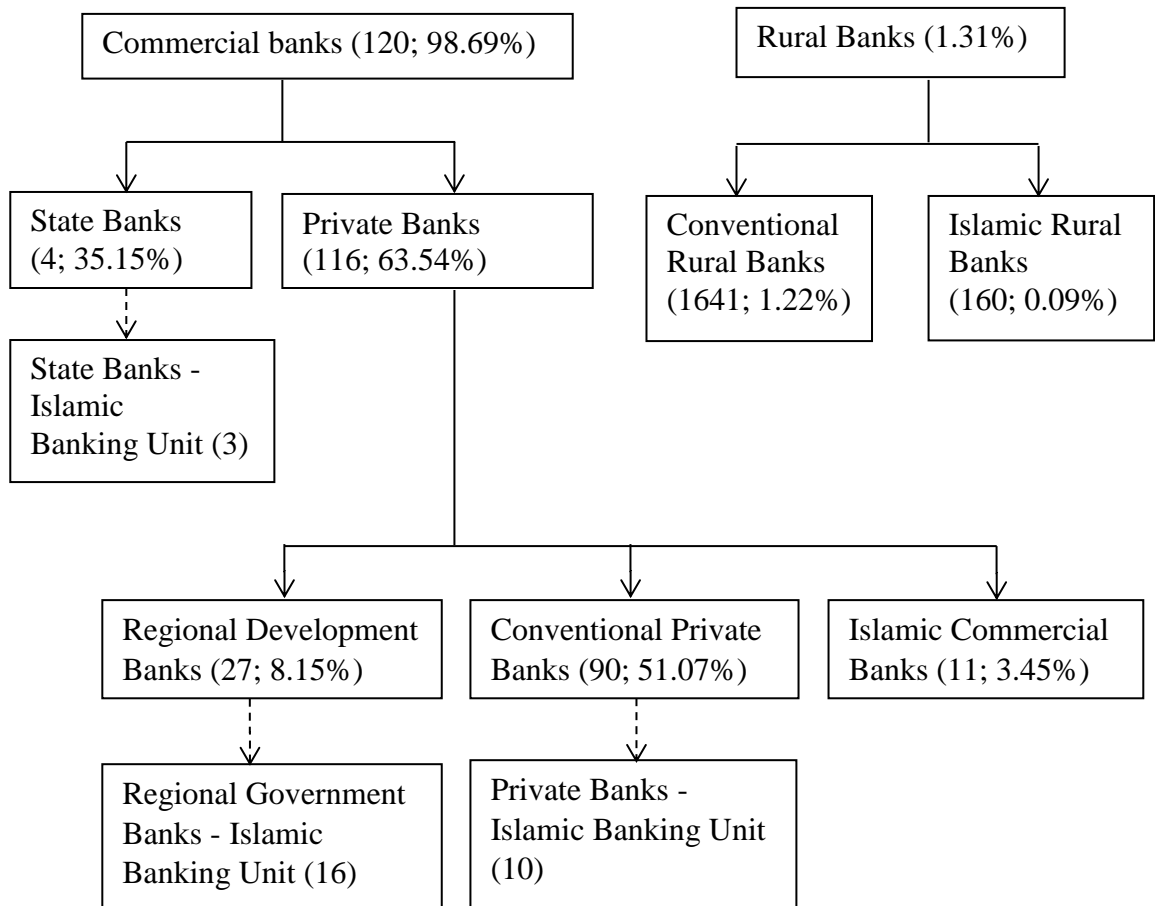 Commercial banks (120; 98.69%)
Rural Banks (1.31%)
State Banks
(4; 35.15%)
Private Banks
(116; 63.54%)
Conventional
Rural Banks
(1641; 1.22%)
Islamic Rural
Banks
(160; 0.09%)
State Banks -
Islamic
Banking Unit (3)
Regional Development
Banks (27; 8.15%)
Conventional Private
Banks (90; 51.07%)
Islamic Commercial
Banks (11; 3.45%)
Regional Government
Banks - Islamic
Banking Unit (16)
Private Banks -
Islamic Banking Unit
(10)